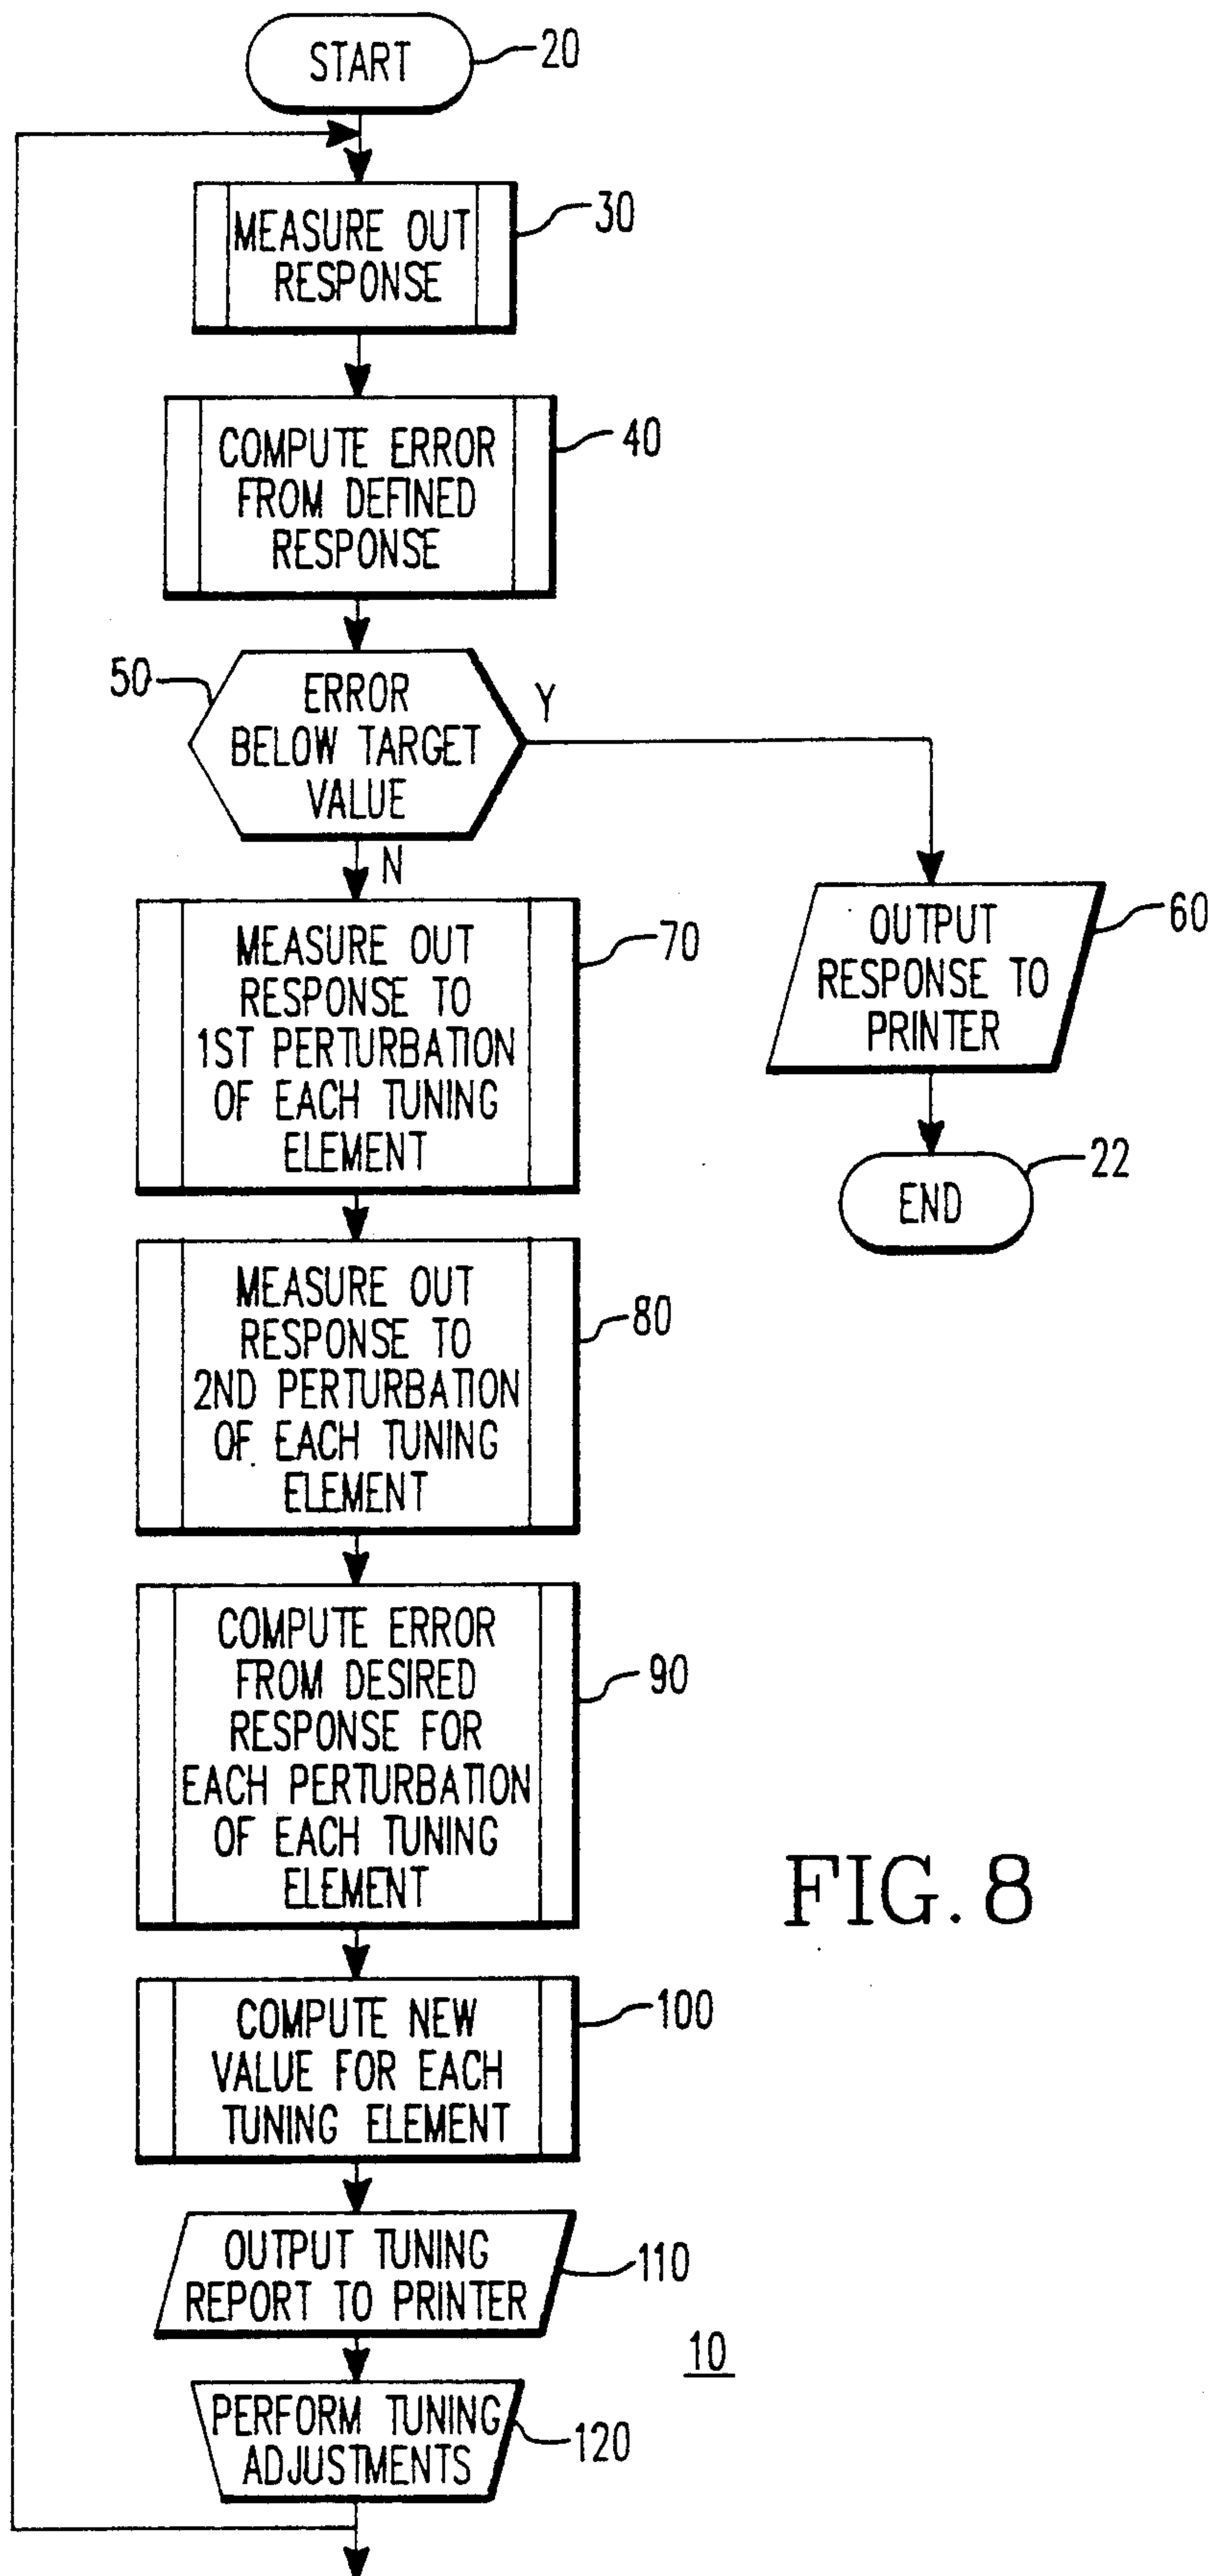 START
20
MEASURE OUT
RESPONSE
30
COMPUTE ERROR
FROM DEFINED
RESPONSE
40
50
ERROR
BELOW TARGET
VALUE
Y
N
MEASURE OUT
RESPONSE TO
1ST PERTURBATION
OF EACH TUNING
ELEMENT
70
OUTPUT
RESPONSE TO
PRINTER
60
END
22
MEASURE OUT
RESPONSE TO
2ND PERTURBATION
OF EACH TUNING
ELEMENT
80
COMPUTE ERROR
FROM DESIRED
RESPONSE FOR
EACH PERTURBATION
OF EACH TUNING
ELEMENT
90
FIG. 8
COMPUTE NEW
VALUE FOR EACH
TUNING ELEMENT
100
OUTPUT TUNING
REPORT TO PRINTER
110
10
PERFORM TUNING
ADJUSTMENTS
120